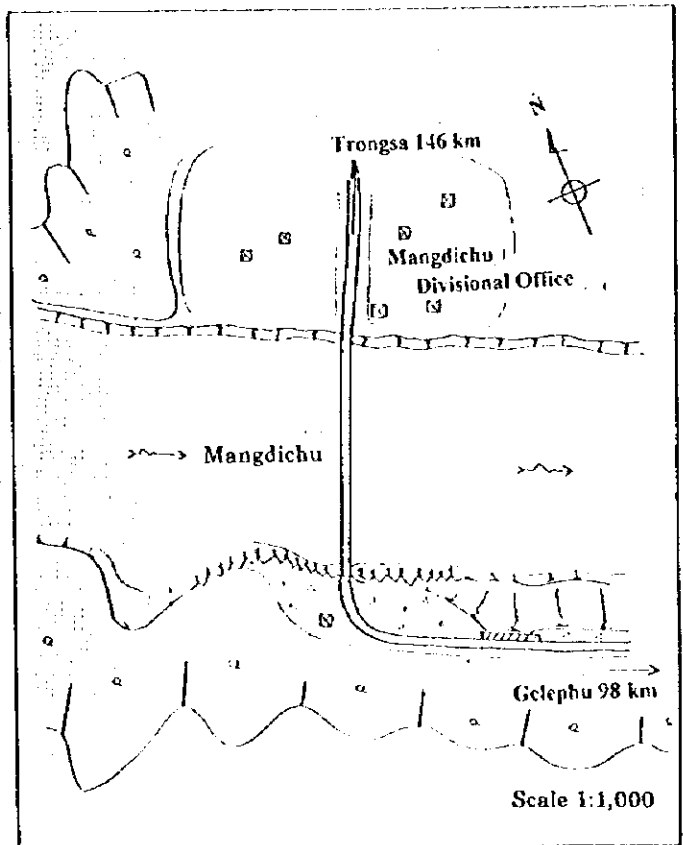 N
Trongsa 146 km
Mangdichu
Divisional Office
Mangdichu
Gelephu 98 km
Scale 1:1,000